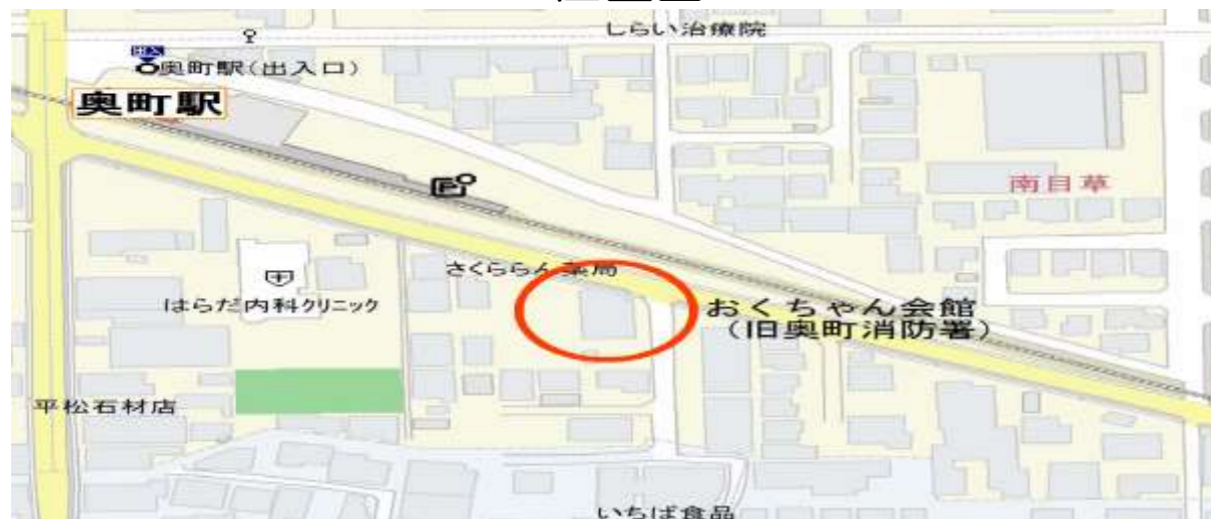 しらい治療院
奥町駅(出入口)
奥町駅
南目草
さくららん薬局
はらだ内科クリニック
おくちゃん会館
(旧奥町消防署)
平松石材店
いちば食品